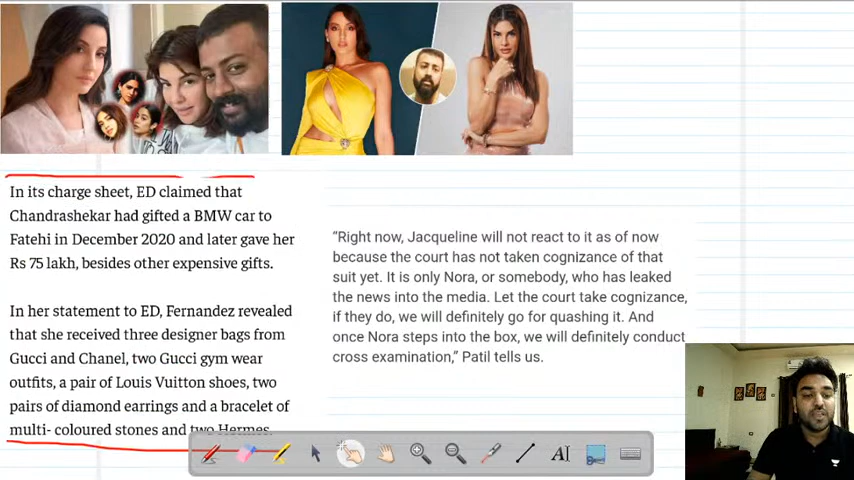 In its charge sheet, ED claimed that
Chandrashekar had gifted a BMW car to
Fatehi in December 2020 and later gave her
Rs 75 lakh, besides other expensive gifts.
In her statement to ED, Fernandez revealed
that she received three designer bags from
Gucci and Chanel, two Gucci gym wear
outfits, a pair of Louis Vuitton shoes, two
pairs of diamond earrings and a bracelet of
multi- coloured stones and two Hermes
“Right now, Jacqueline will not react to it as of now
because the court has not taken cognizance of that
suit yet. It is only Nora, or somebody, who has leaked
the news into the media. Let the court take cognizance,
if they do, we will definitely go for quashing it. And
once Nora steps into the box, we will definitely conduct
cross examination,” Patil tells us.
AI